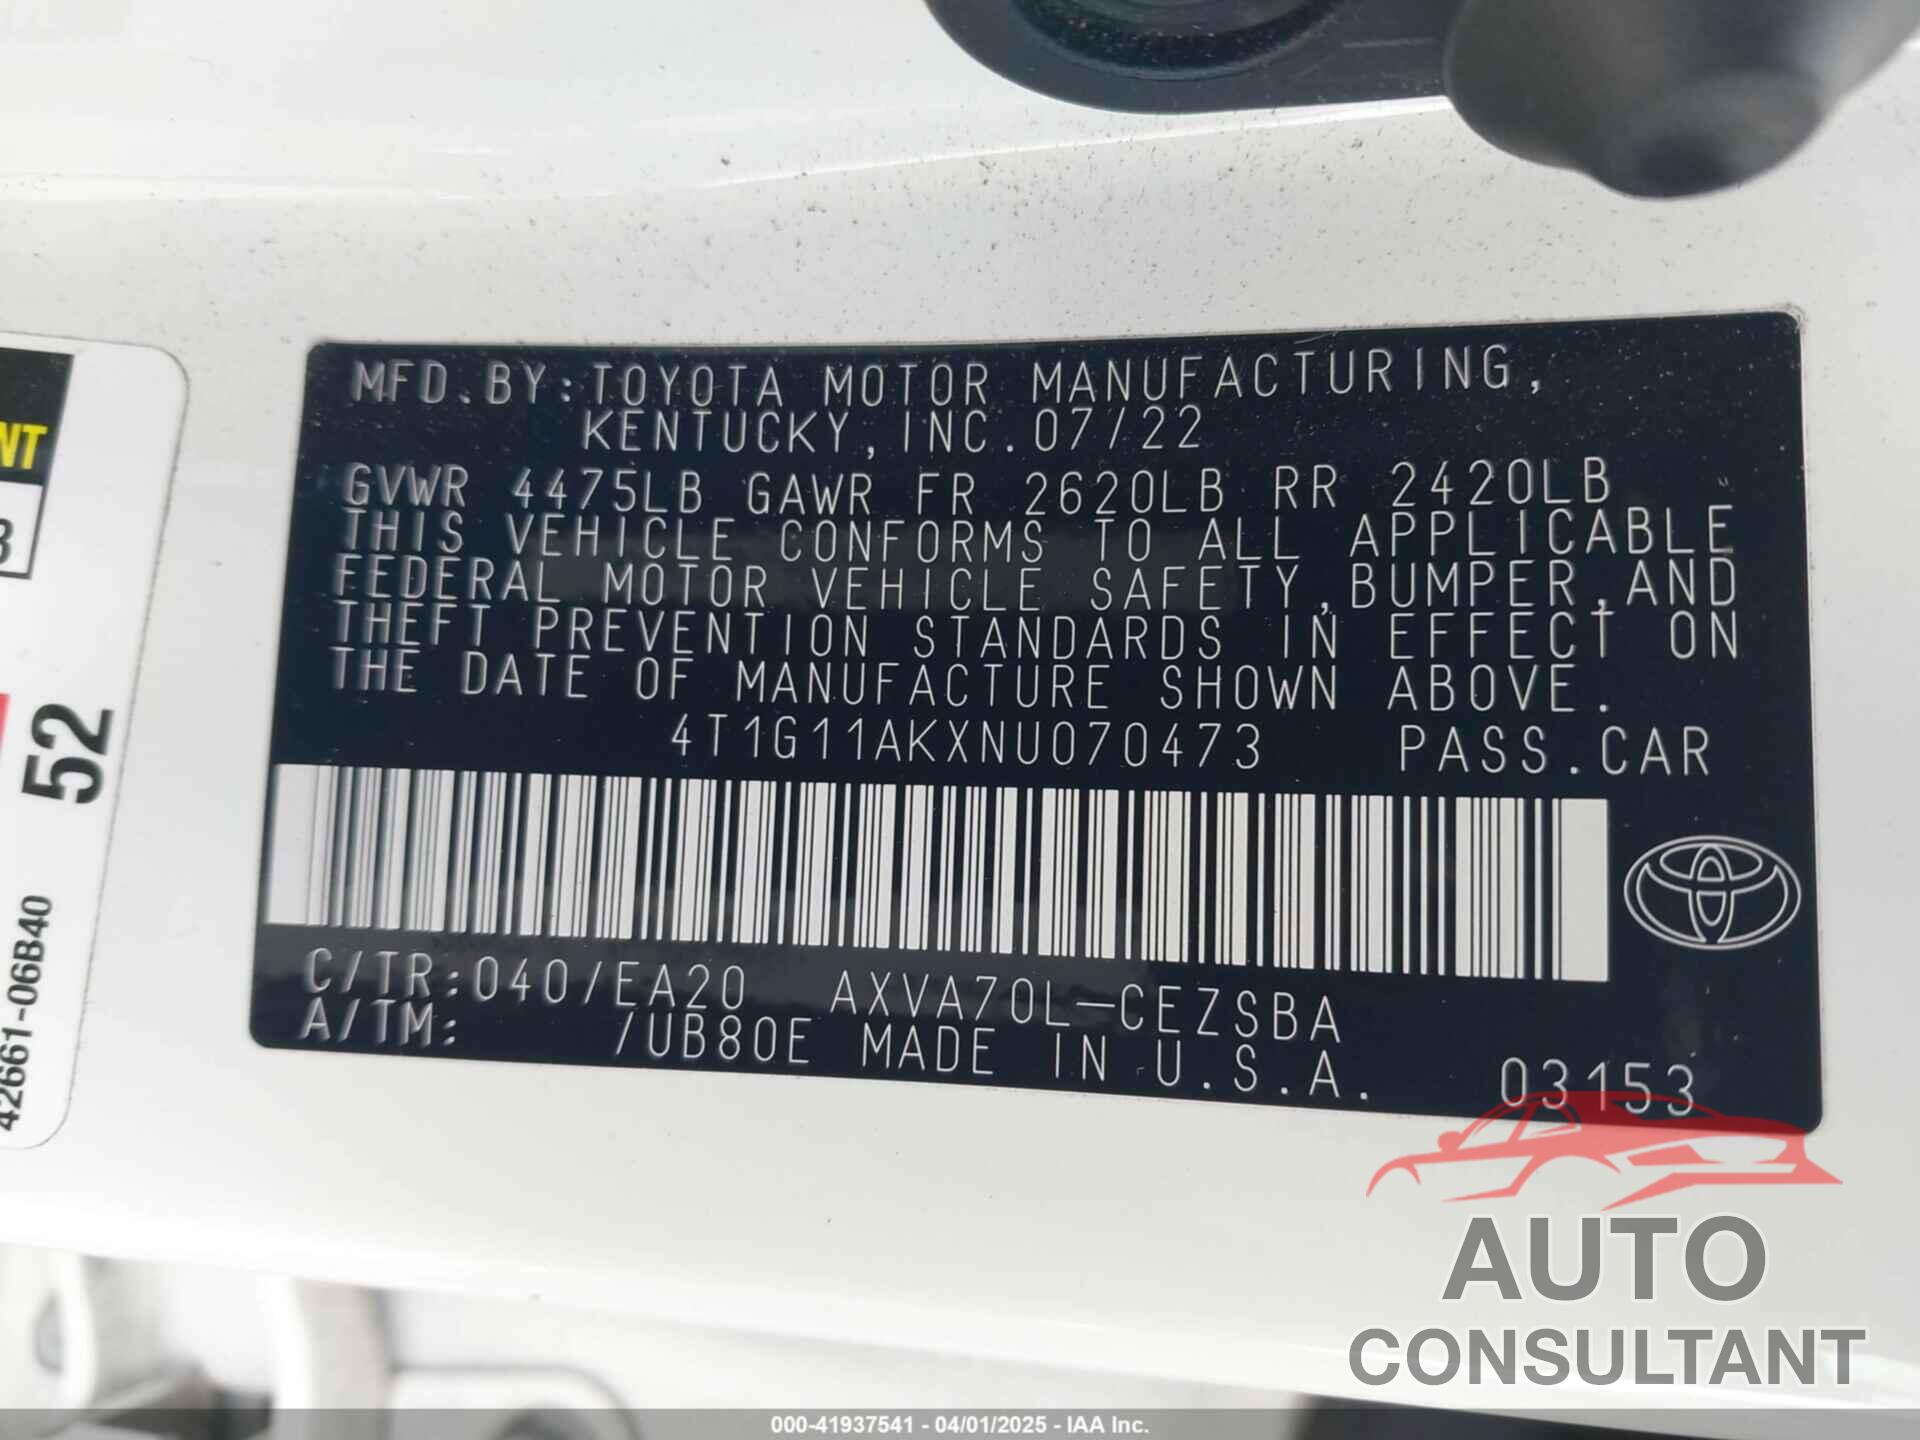 MFD.BY:TOYOTA MOTOR MANUFACTURING,
KENTUCKY,INC.07/22
GVWR 4475LB GAWR FR 2620LB RR 2420LB
THIS VEHICLE CONFORMS TO ALL APPLICABLE
FEDERAL MOTOR VEHICLE SAFETY,BUMPER,AND
THEFT PREVENTION STANDARDS IN EFFECT ON
THE DATE OF MANUFACTURE SHOWN ABOVE.
4T1G11AKXNU070473 PASS.CAR
C/TR:040/EA20 AXVA70L-CEZSBA
A/TM: /UB80E MADE IN U.S.A. 03153
52
42661-06B40
AUTO
CONSULTANT
000-41937541 - 04/01/2025 - IAA Inc.